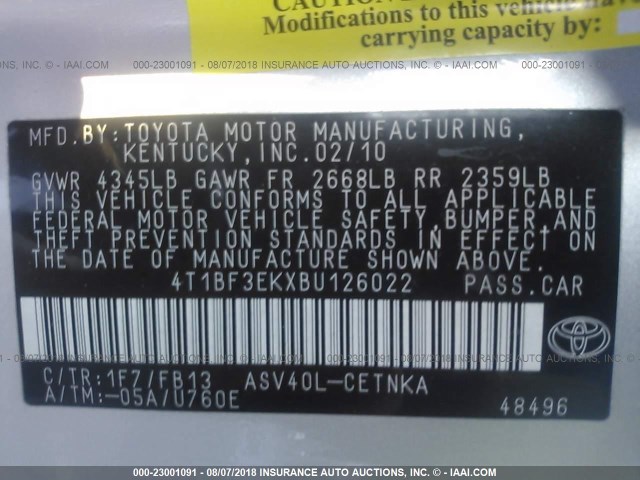 CAUTION
Modifications to this vehicle
carrying capacity by:
000-23001091 - 08/07/2018 INSURANCE AUTO AUCTIONS, INC. © - IAAI.COM
MFD.BY:TOYOTA MOTOR MANUFACTURING,
KENTUCKY,INC.02/10
GVWR 4345LB GAWR FR 2668LB RR 2359LB
THIS VEHICLE CONFORMS TO ALL APPLICABLE
FEDERAL MOTOR VEHICLE SAFETY,BUMPER,AND
THEFT PREVENTION STANDARDS IN EFFECT ON
THE DATE OF MANUFACTURE SHOWN ABOVE.
4T1BF3EKXBU126022 PASS.CAR
C/TR:1F7/FB13 ASV40L-CETNKA
A/TM:-05A/U760E
48496
000-23001091 - 08/07/2018 INSURANCE AUTO AUCTIONS, INC. © - IAAI.COM